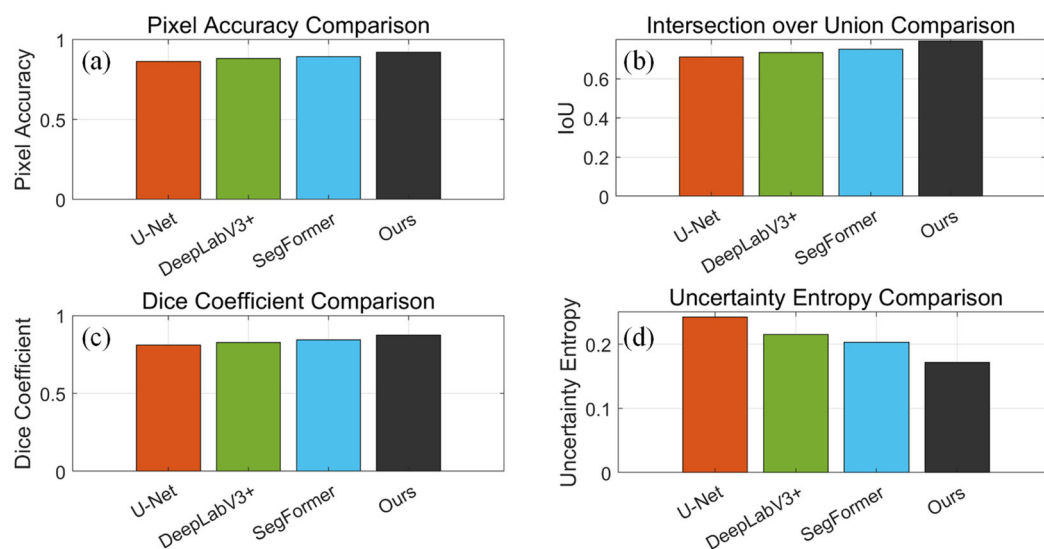 Pixel Accuracy Comparison
(a)
Pixel Accuracy
1
0.5
0
U-Net
DeepLabV3+
SegFormer
Ours
Intersection over Union Comparison
(b)
IoU
0.6
0.4
0.2
0
U-Net
DeepLabV3+
SegFormer
Ours
Dice Coefficient Comparison
(c)
Dice Coefficient
1
0.5
0
U-Net
DeepLabV3+
SegFormer
Ours
Uncertainty Entropy Comparison
(d)
Uncertainty Entropy
0.2
0.1
0
U-Net
DeepLabV3+
SegFormer
Ours